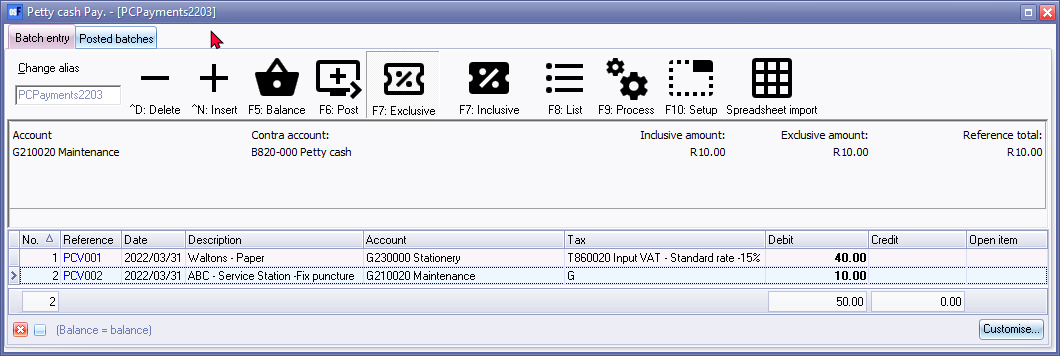 Petty cash Pay. - [PCPayments2203]
Batch entry Posted batches
Change alias
PCPayments2203
^D: Delete ^N: Insert F5: Balance F6: Post F7: Exclusive F7: Inclusive F8: List F9: Process F10: Setup Spreadsheet import
Account Contra account: Inclusive amount: Exclusive amount: Reference total:
G210020 Maintenance B820-000 Petty cash R10.00 R10.00 R10.00
No. Reference Date Description Account Tax Debit Credit Open item
1 PCV001 2022/03/31 Waltons - Paper G230000 Stationery T860020 Input VAT - Standard rate -15% 40.00
2 PCV002 2022/03/31 ABC - Service Station -Fix puncture G210020 Maintenance G 10.00
2 50.00 0.00
(Balance = balance) Customise...